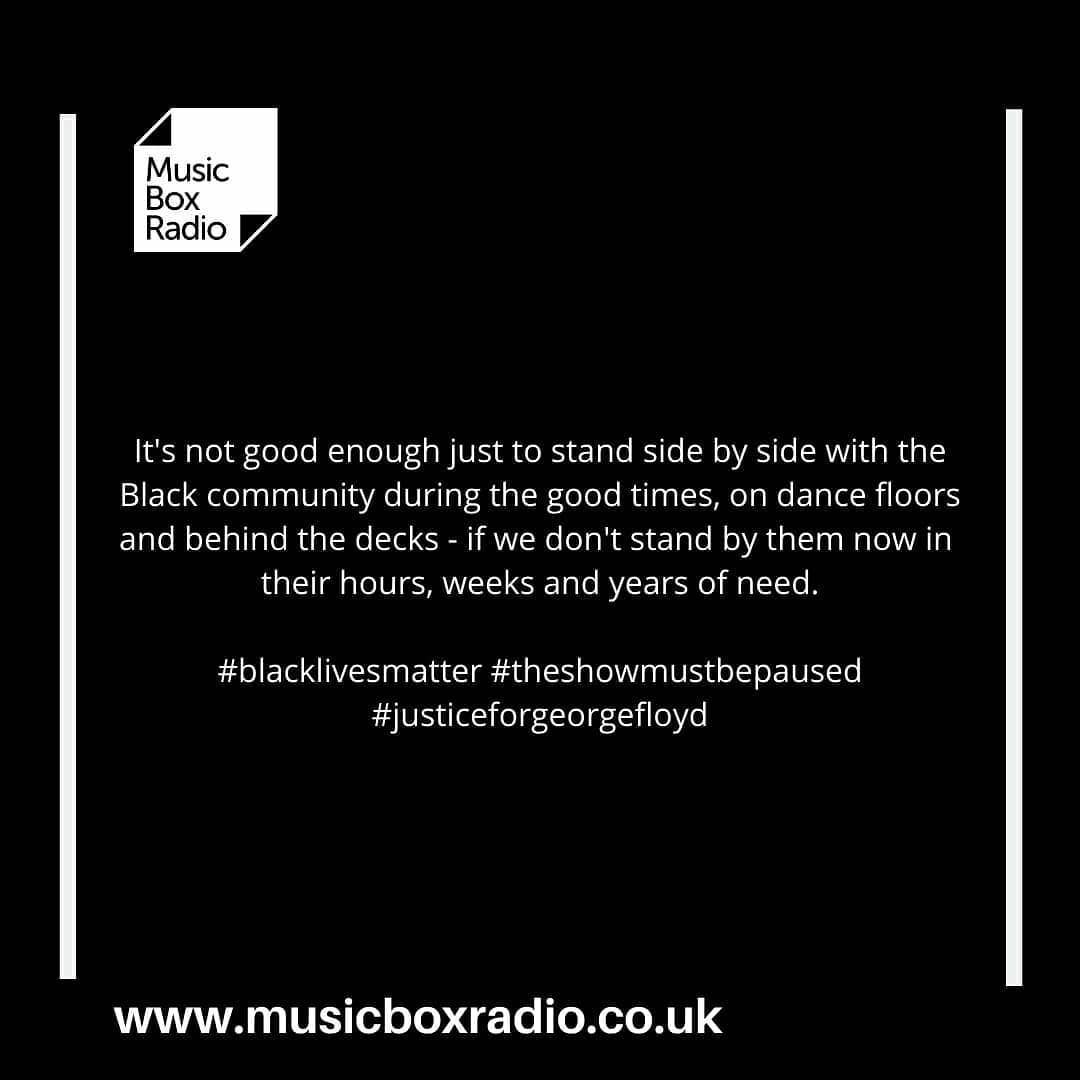 Music
Box
Radio
It's not good enough just to stand side by side with the
Black community during the good times, on dance floors
and behind the decks - if we don't stand by them now in
their hours, weeks and years of need.
#blacklivesmatter #theshowmustbepaused
#justiceforgeorgefloyd
www.musicboxradio.co.uk